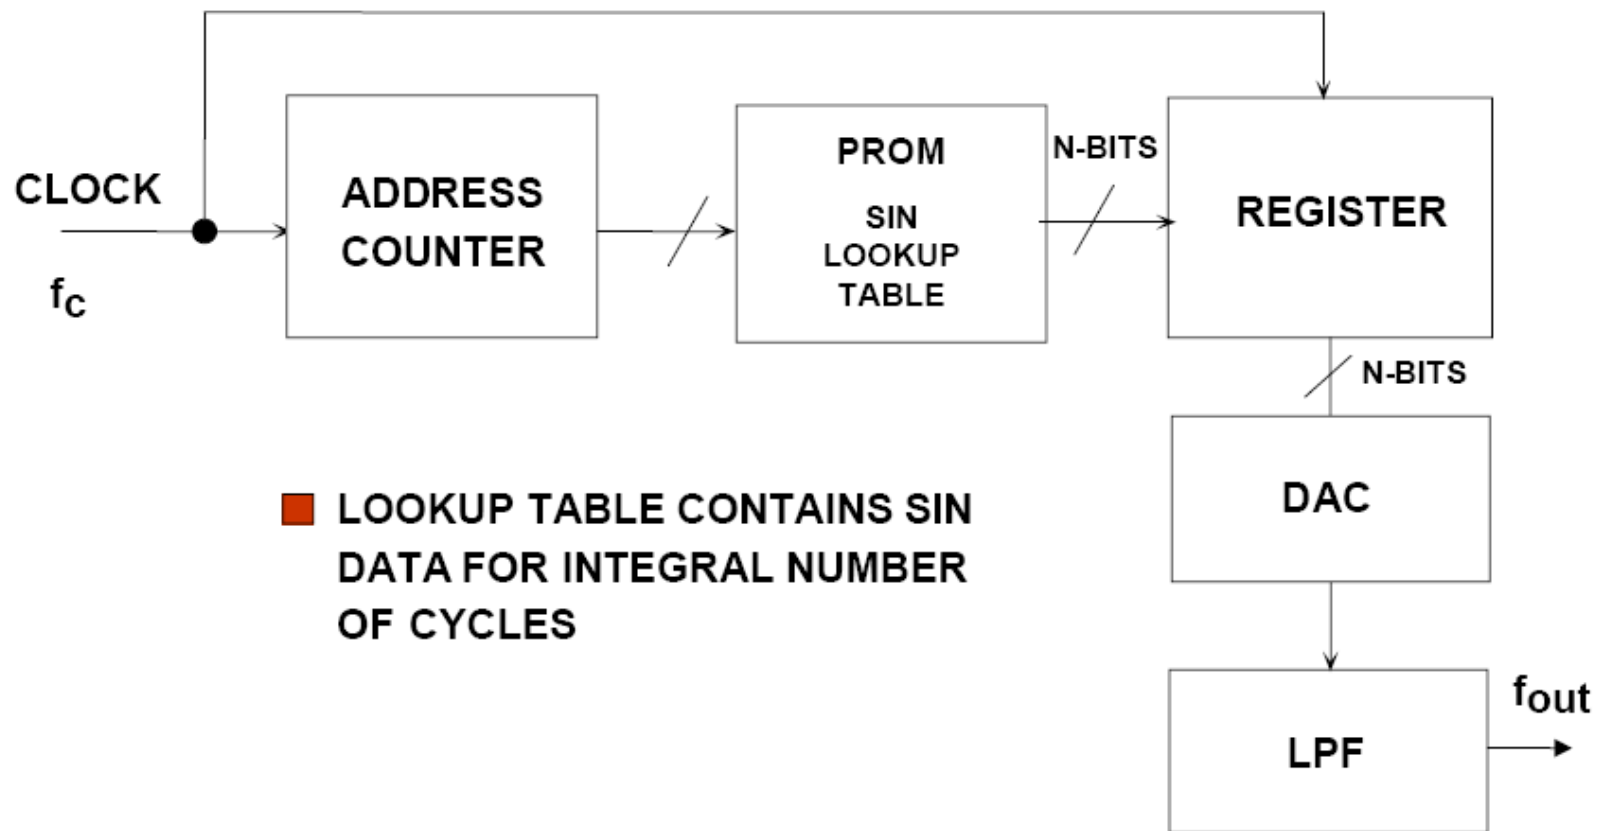 CLOCK
fc
ADDRESS
COUNTER
PROM
SIN
LOOKUP
TABLE
N-BITS
REGISTER
N-BITS
DAC
LPF
fout
LOOKUP TABLE CONTAINS SIN
DATA FOR INTEGRAL NUMBER
OF CYCLES